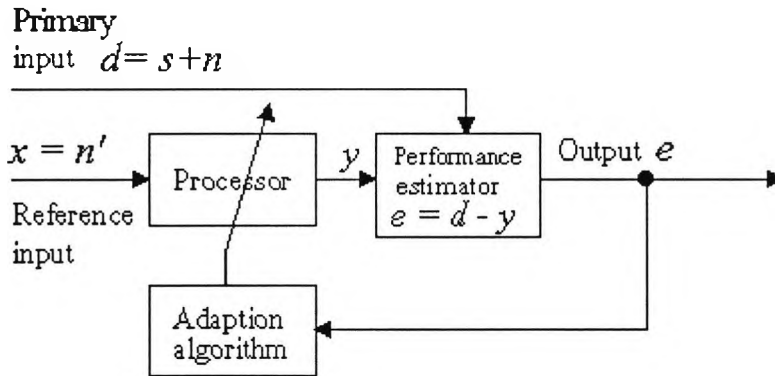 Primary
input d = s+n
x = n'
Reference
input
Processor
y
Performance
estimator
e = d - y
Output e
Adaption
algorithm